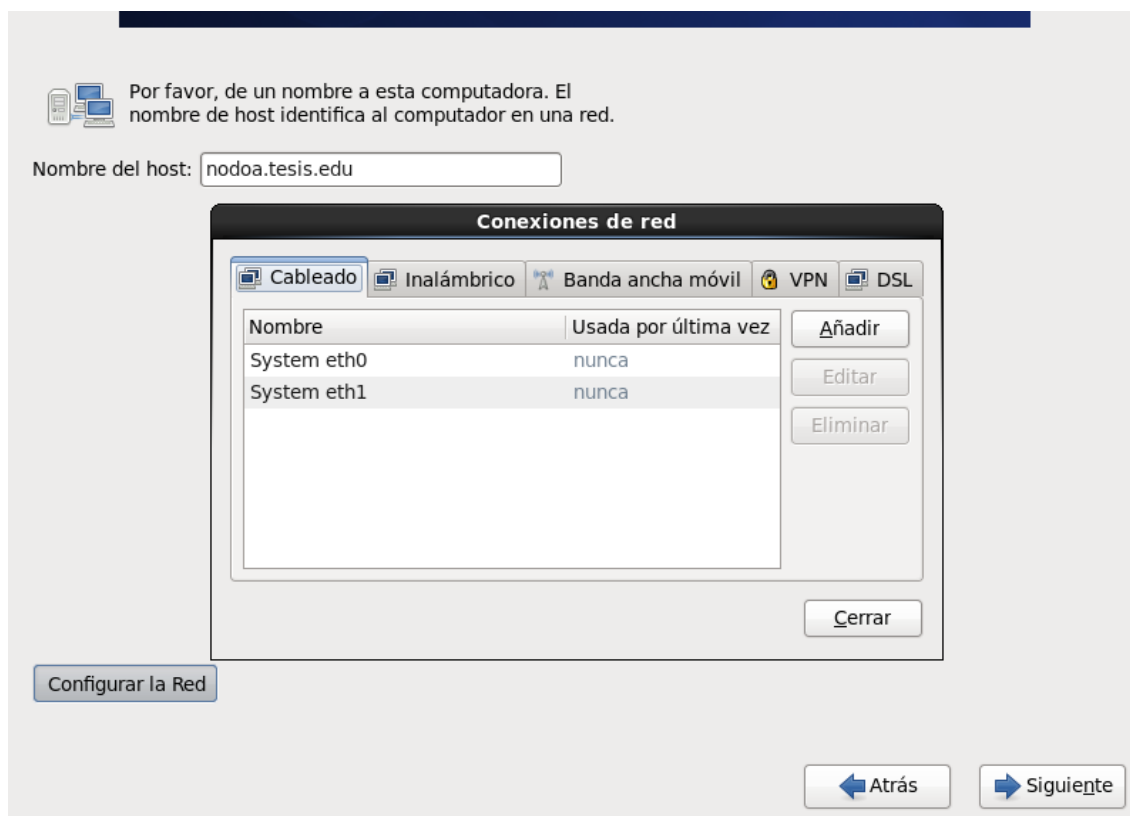 Por favor, de un nombre a esta computadora. El
nombre de host identifica al computador en una red.
Nombre del host: nodoa.tesis.edu
Conexiones de red
Cableado Inalámbrico Banda ancha móvil VPN DSL
Nombre Usada por última vez Añadir
System eth0 nunca
Editar
System eth1 nunca
Eliminar
Cerrar
Configurar la Red
Atrás Siguiente